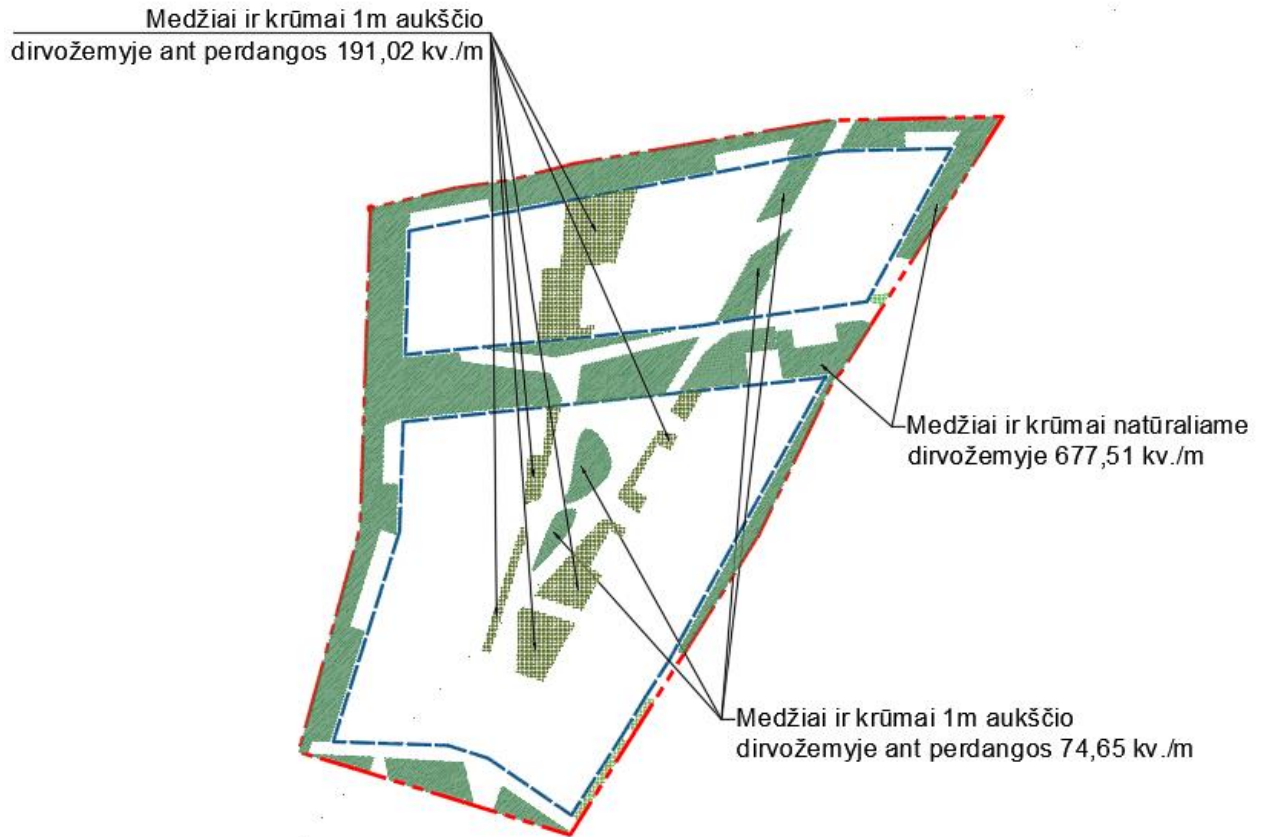 Medžiai ir krūmai 1m aukščio
dirvožemyje ant perdangos 191,02 kv./m
Medžiai ir krūmai natūraliame
dirvožemyje 677,51 kv./m
Medžiai ir krūmai 1m aukščio
dirvožemyje ant perdangos 74,65 kv./m